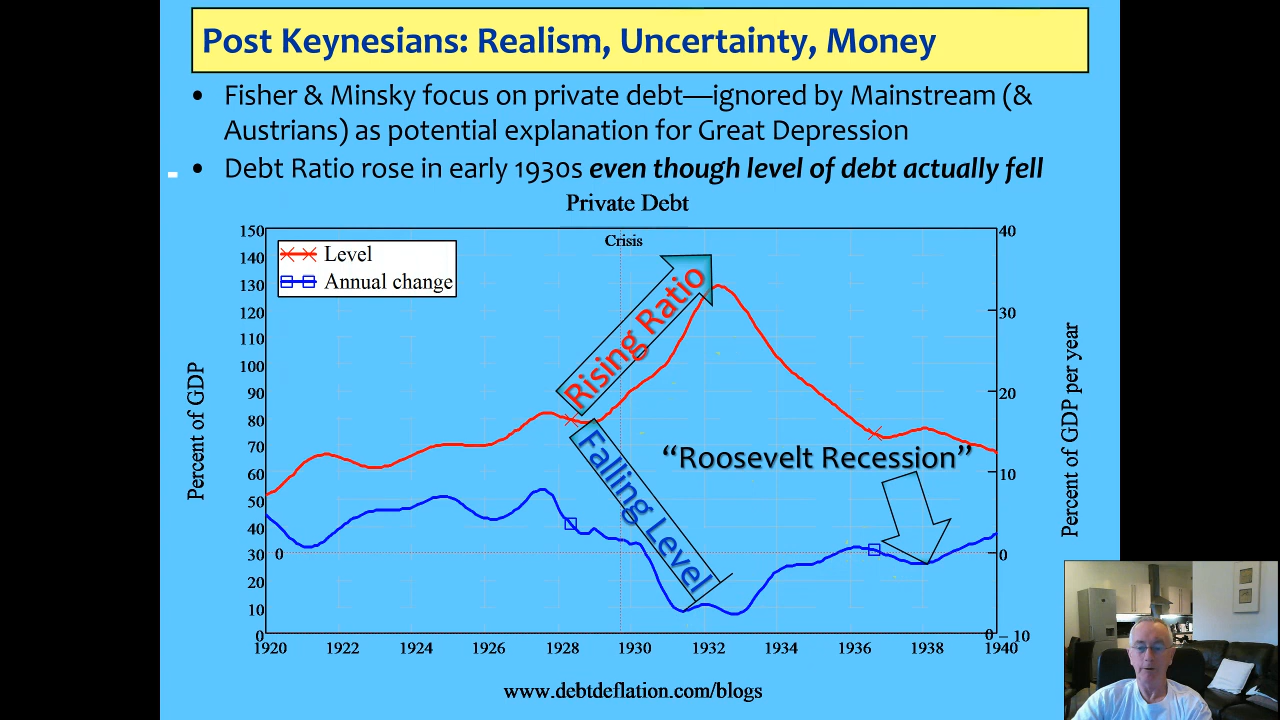 Post Keynesians: Realism, Uncertainty, Money
• Fisher & Minsky focus on private debt—ignored by Mainstream (&
Austrians) as potential explanation for Great Depression
• Debt Ratio rose in early 1930s even though level of debt actually fell
Private Debt
Crisis
Level
Annual change
150
140
130
120
110
100
90
80
70
60
50
40
30
20
10
0
Percent of GDP
40
30
20
10
0
– 10
Percent of GDP per year
0
0
Rising Ratio
Falling Level
“Roosevelt Recession”
1920 1922 1924 1926 1928 1930 1932 1934 1936 1938 1940
www.debtdeflation.com/blogs